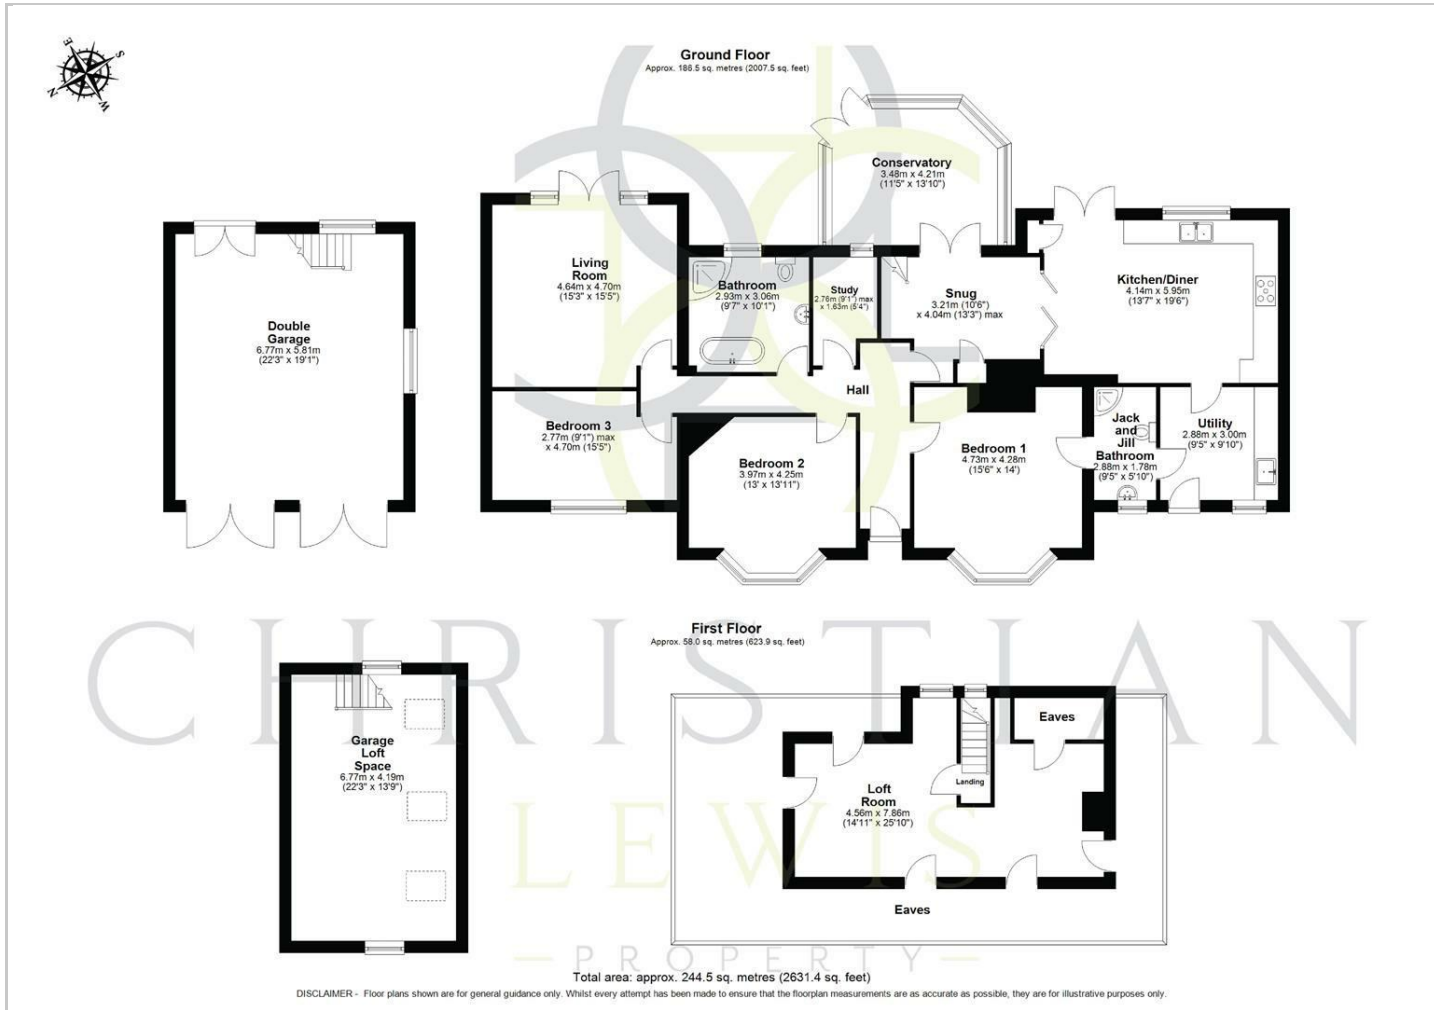 Ground Floor
Approx. 186.5 sq. metres (2007.5 sq. feet)
E
S
N
W
Conservatory
3.48m x 4.21m
(11'5" x 13'10")
Living
Room
4.64m x 4.70m
(15'3" x 15'5")
Bathroom
2.93m x 3.06m
(9'7" x 10'1")
Study
2.76m (9'1") max
x 1.63m (5'4")
Snug
3.21m (10'6")
x 4.04m (13'3") max
Kitchen/Diner
4.14m x 5.95m
(13'7" x 19'6")
Double
Garage
6.77m x 5.81m
(22'3" x 19'1")
Hall
Bedroom 3
2.77m (9'1") max
x 4.70m (15'5")
Bedroom 2
3.97m x 4.25m
(13' x 13'11")
Bedroom 1
4.73m x 4.28m
(15'6" x 14')
Jack
and
Jill
Bathroom
2.88m x 1.78m
(9'5" x 5'10")
Utility
2.88m x 3.00m
(9'5" x 9'10")
First Floor
Approx. 58.0 sq. metres (623.9 sq. feet)
CHRISTIAN
LEWIS
PROPERTY
Garage
Loft
Space
6.77m x 4.19m
(22'3" x 13'9")
Eaves
Landing
Loft
Room
4.56m x 7.86m
(14'11" x 25'10")
Eaves
Total area: approx. 244.5 sq. metres (2631.4 sq. feet)
DISCLAIMER - Floor plans shown are for general guidance only. Whilst every attempt has been made to ensure that the floorplan measurements are as accurate as possible, they are for illustrative purposes only.